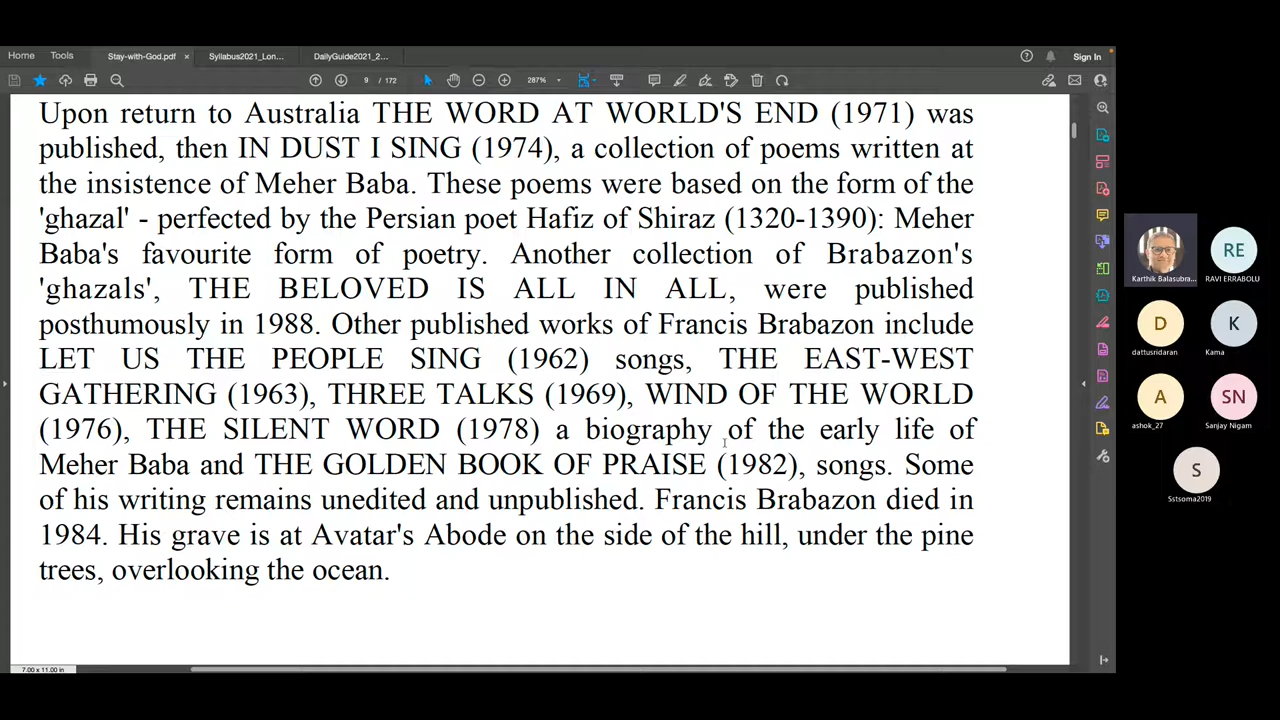 Home Tools Stay-with-God.pdf × Syllabus2021_Lon... DailyGuide2021_2... Sign In
9 / 172 287%
Upon return to Australia THE WORD AT WORLD'S END (1971) was
published, then IN DUST I SING (1974), a collection of poems written at
the insistence of Meher Baba. These poems were based on the form of the
'ghazal' - perfected by the Persian poet Hafiz of Shiraz (1320-1390): Meher
Baba's favourite form of poetry. Another collection of Brabazon's
'ghazals', THE BELOVED IS ALL IN ALL, were published
posthumously in 1988. Other published works of Francis Brabazon include
LET US THE PEOPLE SING (1962) songs, THE EAST-WEST
GATHERING (1963), THREE TALKS (1969), WIND OF THE WORLD
(1976), THE SILENT WORD (1978) a biography of the early life of
Meher Baba and THE GOLDEN BOOK OF PRAISE (1982), songs. Some
of his writing remains unedited and unpublished. Francis Brabazon died in
1984. His grave is at Avatar's Abode on the side of the hill, under the pine
trees, overlooking the ocean.
7.00 x 11.00 in
RE
Karthik Balasubra... RAVI ERRABOLU
D K
dattusridaran Kama
A SN
ashok_27 Sanjay Nigam
S
Sstsoma2019